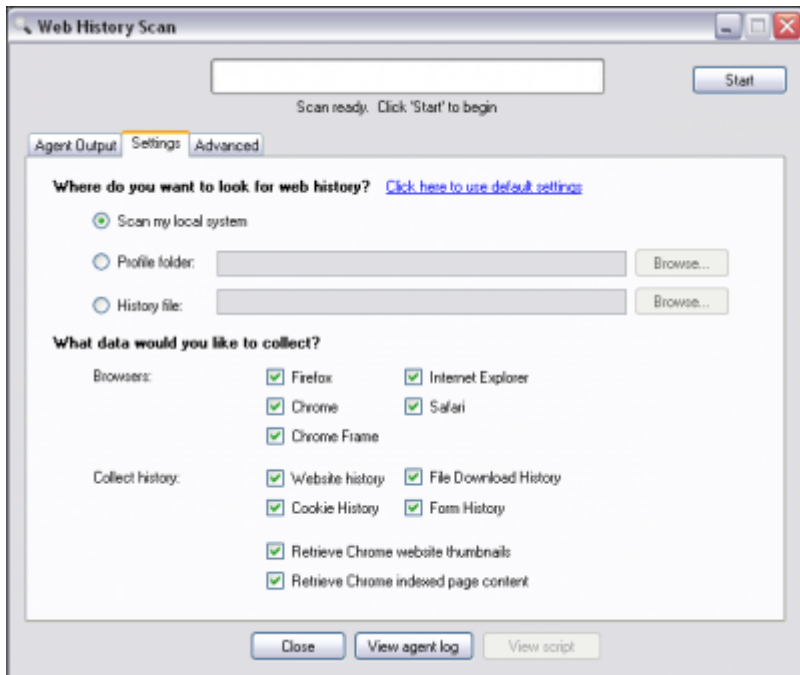 Web History Scan
Start
Scan ready. Click 'Start' to begin
Agent Output Settings Advanced
Where do you want to look for web history? Click here to use default settings
Scan my local system
Profile folder: Browse...
History file: Browse...
What data would you like to collect?
Browsers: Firefox Internet Explorer
Chrome Safari
Chrome Frame
Collect history: Website history File Download History
Cookie History Form History
Retrieve Chrome website thumbnails
Retrieve Chrome indexed page content
Close View agent log View script